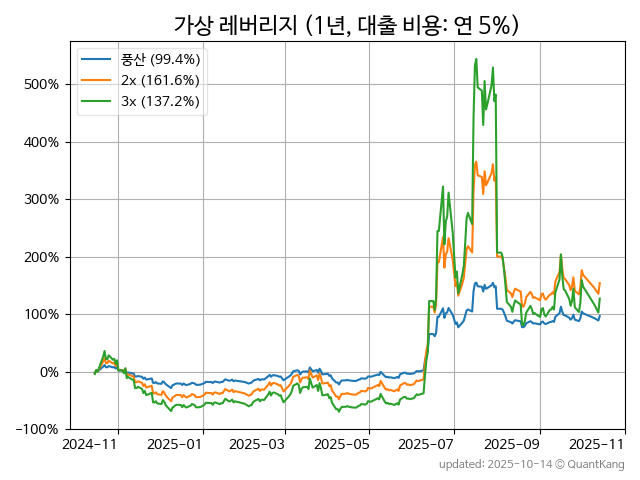 가상 레버리지 (1년, 대출 비용: 연 5%)
풍산 (99.4%)
2x (161.6%)
3x (137.2%)
500%
400%
300%
200%
100%
0%
−100%
2024-11 2025-01 2025-03 2025-05 2025-07 2025-09 2025-11
updated: 2025-10-14 © QuantKang